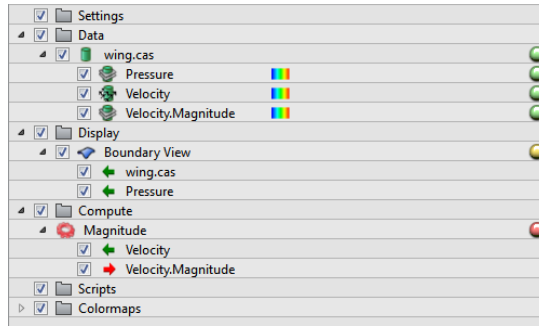 Settings
Data
wing.cas
Pressure
Velocity
Velocity.Magnitude
Display
Boundary View
wing.cas
Pressure
Compute
Magnitude
Velocity
Velocity.Magnitude
Scripts
Colormaps